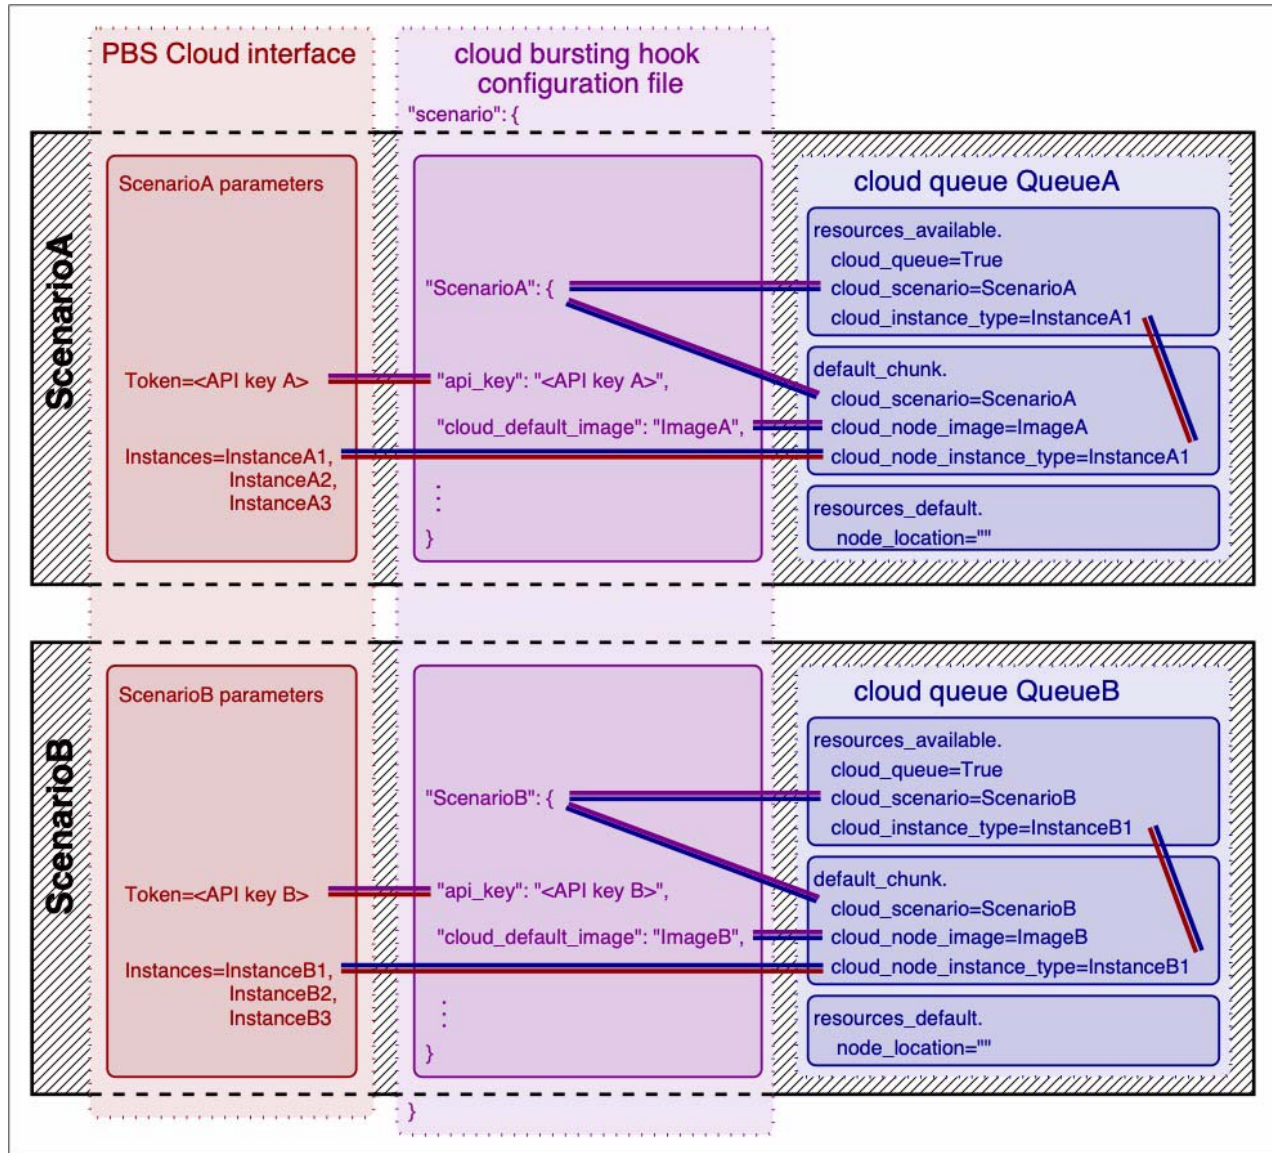 PBS Cloud interface
cloud bursting hook
configuration file
"scenario": {
ScenarioA
ScenarioA parameters
Token=<API key A>
Instances=InstanceA1,
InstanceA2,
InstanceA3
"ScenarioA": {
"api_key": "<API key A>",
"cloud_default_image": "ImageA",
⋮
}
cloud queue QueueA
resources_available.
cloud_queue=True
cloud_scenario=ScenarioA
cloud_instance_type=InstanceA1
default_chunk.
cloud_scenario=ScenarioA
cloud_node_image=ImageA
cloud_node_instance_type=InstanceA1
resources_default.
node_location=""
ScenarioB
ScenarioB parameters
Token=<API key B>
Instances=InstanceB1,
InstanceB2,
InstanceB3
"ScenarioB": {
"api_key": "<API key B>",
"cloud_default_image": "ImageB",
⋮
}
cloud queue QueueB
resources_available.
cloud_queue=True
cloud_scenario=ScenarioB
cloud_instance_type=InstanceB1
default_chunk.
cloud_scenario=ScenarioB
cloud_node_image=ImageB
cloud_node_instance_type=InstanceB1
resources_default.
node_location=""
}